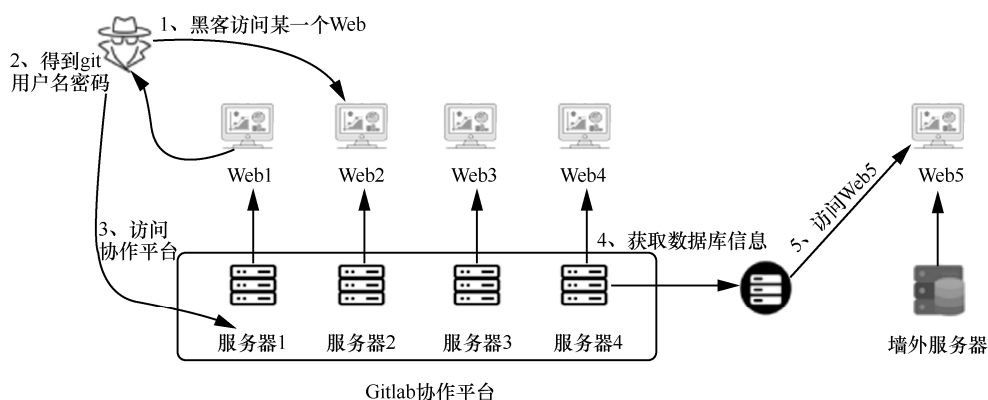 1、黑客访问某一个Web
2、得到git
用户名密码
Web1
Web2
Web3
Web4
Web5
3、访问
协作平台
4、获取数据库信息
5、访问Web5
服务器1
服务器2
服务器3
服务器4
墙外服务器
Gitlab协作平台